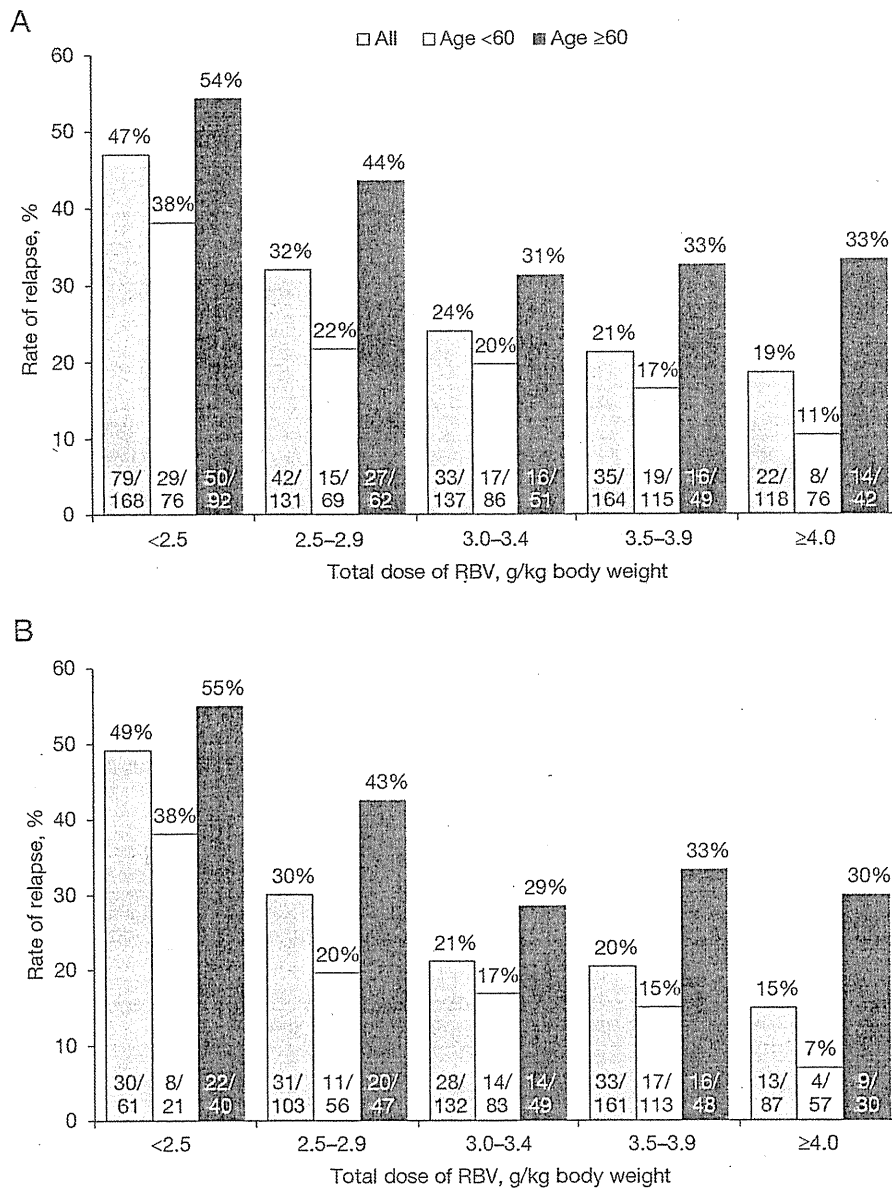 A
All Age <60 Age ≥60
Rate of relapse, %
60
50
40
30
20
10
0
47% 38% 54%
32% 22% 44%
24% 20% 31%
21% 17% 33%
19% 11% 33%
79/ 29/ 50/ 42/ 15/ 27/ 33/ 17/ 16/ 35/ 19/ 16/ 22/ 8/ 14/
168 76 92 131 69 62 137 86 51 164 115 49 118 76 42
<2.5 2.5–2.9 3.0–3.4 3.5–3.9 ≥4.0
Total dose of RBV, g/kg body weight
B
Rate of relapse, %
60
50
40
30
20
10
0
49% 38% 55%
30% 20% 43%
21% 17% 29%
20% 15% 33%
15% 7% 30%
30/ 8/ 22/ 31/ 11/ 20/ 28/ 14/ 14/ 33/ 17/ 16/ 13/ 4/ 9/
61 21 40 103 56 47 132 83 49 161 113 48 87 57 30
<2.5 2.5–2.9 3.0–3.4 3.5–3.9 ≥4.0
Total dose of RBV, g/kg body weight